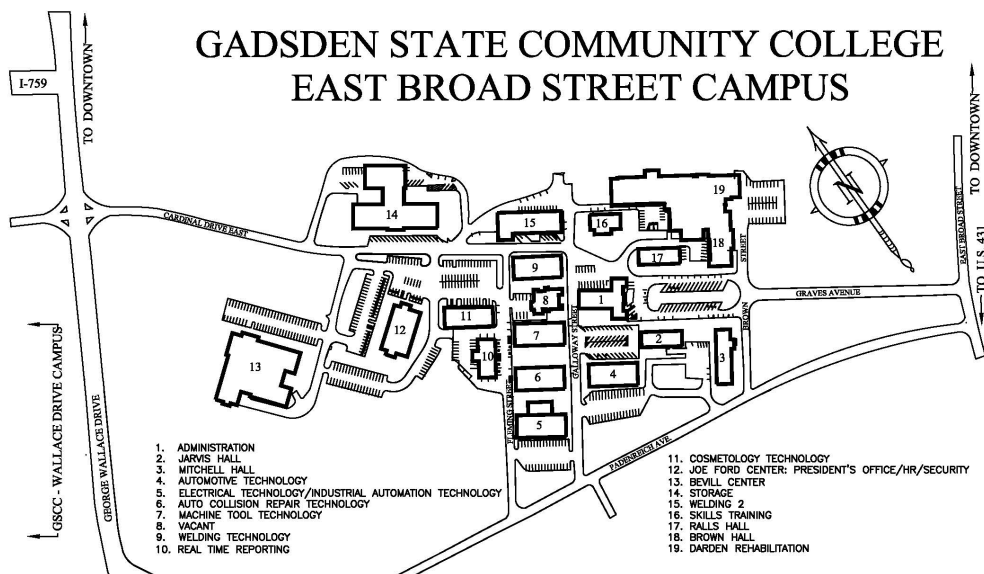 GADSDEN STATE COMMUNITY COLLEGE
EAST BROAD STREET CAMPUS
I-759
TO DOWNTOWN
TO DOWNTOWN
EAST BROAD STREET
TO U.S 431
N
CARDINAL DRIVE EAST
14
15
16
19
18
17
STREET
BROWN
GRAVES AVENUE
9
8
1
11
12
7
2
3
10
13
6
4
5
GALLOWAY STREET
FLEMING STREET
PADENREICH AVE.
GSCC - WALLACE DRIVE CAMPUS
GEORGE WALLACE DRIVE
1. ADMINISTRATION
2. JARVIS HALL
3. MITCHELL HALL
4. AUTOMOTIVE TECHNOLOGY
5. ELECTRICAL TECHNOLOGY/INDUSTRIAL AUTOMATION TECHNOLOGY
6. AUTO COLLISION REPAIR TECHNOLOGY
7. MACHINE TOOL TECHNOLOGY
8. VACANT
9. WELDING TECHNOLOGY
10. REAL TIME REPORTING
11. COSMETOLOGY TECHNOLOGY
12. JOE FORD CENTER: PRESIDENT'S OFFICE/HR/SECURITY
13. BEVILL CENTER
14. STORAGE
15. WELDING 2
16. SKILLS TRAINING
17. RALLS HALL
18. BROWN HALL
19. DARDEN REHABILITATION